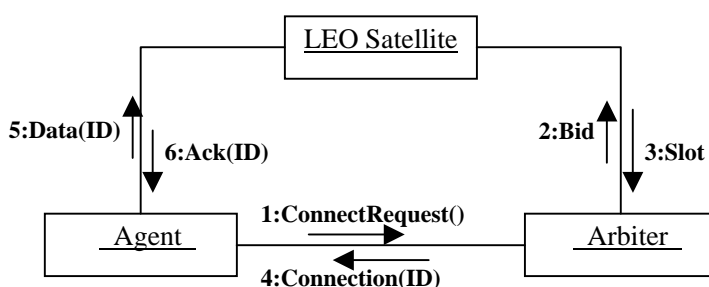 LEO Satellite
5:Data(ID)
6:Ack(ID)
2:Bid
3:Slot
Agent
1:ConnectRequest()
4:Connection(ID)
Arbiter